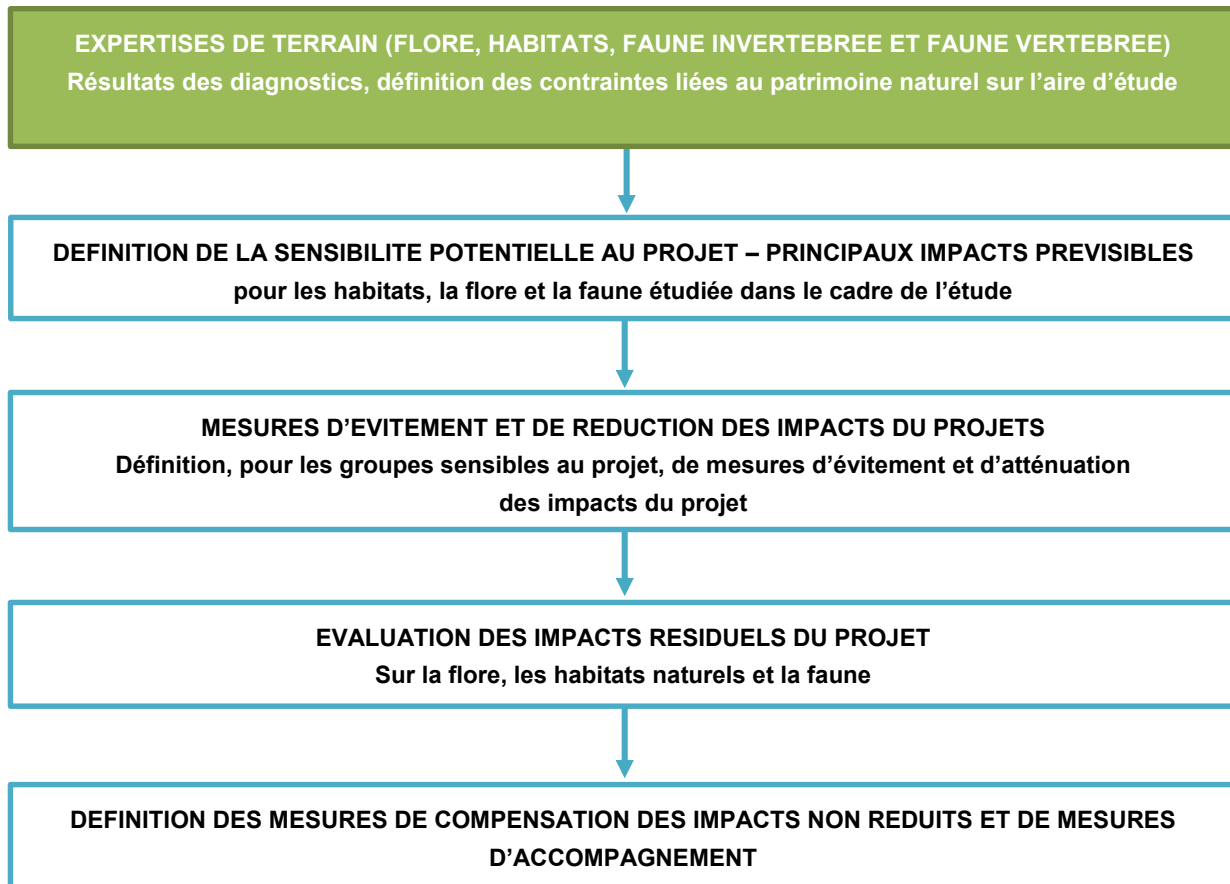 EXPERTISES DE TERRAIN (FLORE, HABITATS, FAUNE INVERTEBREE ET FAUNE VERTEBREE)
Résultats des diagnostics, définition des contraintes liées au patrimoine naturel sur l’aire d’étude
DEFINITION DE LA SENSIBILITE POTENTIELLE AU PROJET – PRINCIPAUX IMPACTS PREVISIBLES
pour les habitats, la flore et la faune étudiée dans le cadre de l’étude
MESURES D’EVITEMENT ET DE REDUCTION DES IMPACTS DU PROJETS
Définition, pour les groupes sensibles au projet, de mesures d’évitement et d’atténuation
des impacts du projet
EVALUATION DES IMPACTS RESIDUELS DU PROJET
Sur la flore, les habitats naturels et la faune
DEFINITION DES MESURES DE COMPENSATION DES IMPACTS NON REDUITS ET DE MESURES
D’ACCOMPAGNEMENT